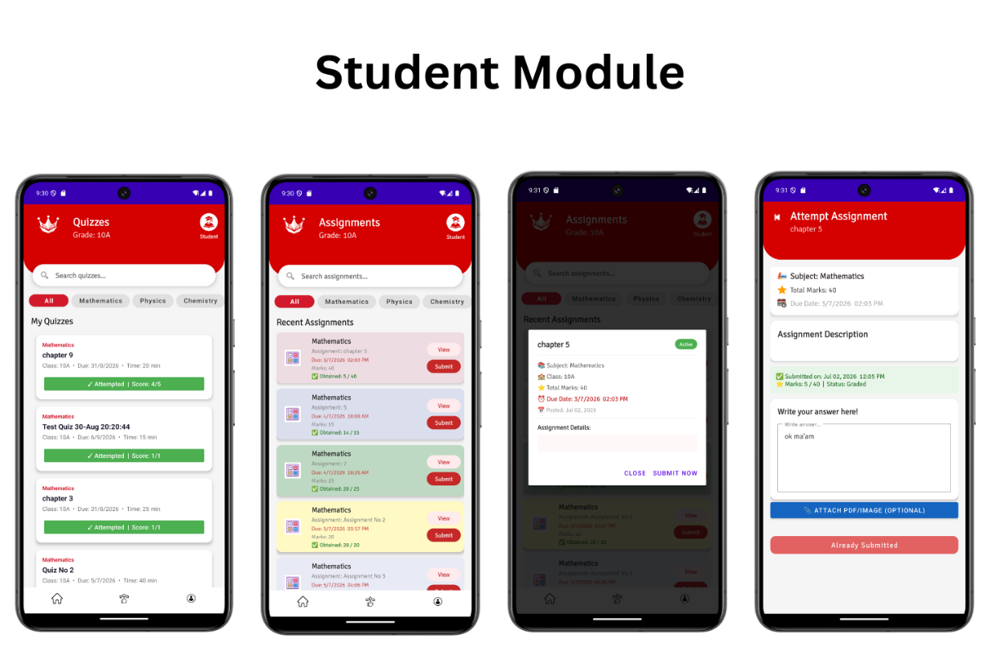 Student Module
9:30
Quizzes
Grade: 10A
Student
Search quizzes...
All Mathematics Physics Chemistry
My Quizzes
Mathematics
chapter 9
Class: 10A • Due: 31/8/2026 • Time: 20 min
✓ Attempted | Score: 4/5
Mathematics
Test Quiz 30-Aug 20:20:44
Class: 10A • Due: 6/9/2026 • Time: 15 min
✓ Attempted | Score: 1/1
Mathematics
chapter 3
Class: 10A • Due: 31/8/2026 • Time: 25 min
✓ Attempted | Score: 1/1
Mathematics
Quiz No 2
Class: 10A • Due: 5/7/2026 • Time: 40 min
9:30
Assignments
Grade: 10A
Student
Search assignments...
All Mathematics Physics Chemistry
Recent Assignments
Mathematics
Assignment: chapter 5
Due: 3/7/2026 02:03 PM
Marks: 40
✅ Obtained: 5 / 40
View
Submit
Mathematics
Assignment: 5
Due: 4/7/2026 10:08 AM
Marks: 15
✅ Obtained: 14 / 15
View
Submit
Mathematics
Assignment: 7
Due: 4/7/2026 10:26 AM
Marks: 25
✅ Obtained: 20 / 25
View
Submit
Mathematics
Assignment: Assignment No 2
Due: 5/7/2026 03:57 PM
Marks: 20
✅ Obtained: 20 / 20
View
Submit
Mathematics
Assignment: Assignment No 3
Due: 5/7/2026 04:06 PM
View
Submit
9:31
Assignments
Grade: 10A
Student
Search assignments...
All Mathematics Physics Chemistry
Recent Assignments
chapter 5
Active
Subject: Mathematics
Class: 10A
Total Marks: 40
Due Date: 3/7/2026 02:03 PM
Posted: Jul 02, 2026
Assignment Details:
CLOSE SUBMIT NOW
Mathematics
Assignment: Assignment No 2
Due: 5/7/2026 03:57 PM
Marks: 20
✅ Obtained: 20 / 20
View
Submit
Mathematics
Assignment: Assignment No 3
Due: 5/7/2026 04:06 PM
View
9:31
Attempt Assignment
chapter 5
Subject: Mathematics
Total Marks: 40
Due Date: 3/7/2026 02:03 PM
Assignment Description
✅ Submitted on: Jul 02, 2026 12:05 PM
⭐ Marks: 5 / 40 | Status: Graded
Write your answer here!
Write answer...
ok ma'am
ATTACH PDF/IMAGE (OPTIONAL)
Already Submitted